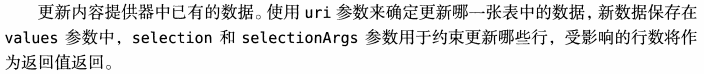 更新内容提供器中已有的数据。使用 uri 参数来确定更新哪一张表中的数据，新数据保存在
values 参数中，selection 和 selectionArgs 参数用于约束更新哪些行，受影响的行数将作
为返回值返回。